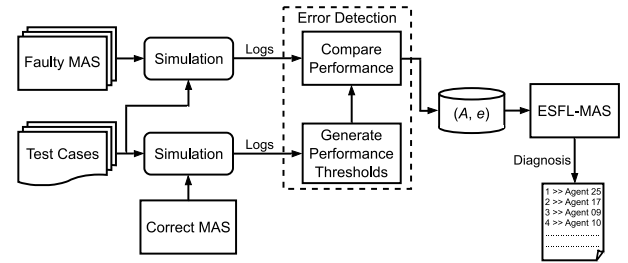 Error Detection
Faulty MAS
Simulation
Logs
Compare
Performance
(A, e)
ESFL-MAS
Test Cases
Simulation
Logs
Generate
Performance
Thresholds
Diagnosis
Correct MAS
1 >> Agent 25
2 >> Agent 17
3 >> Agent 09
4 >> Agent 10